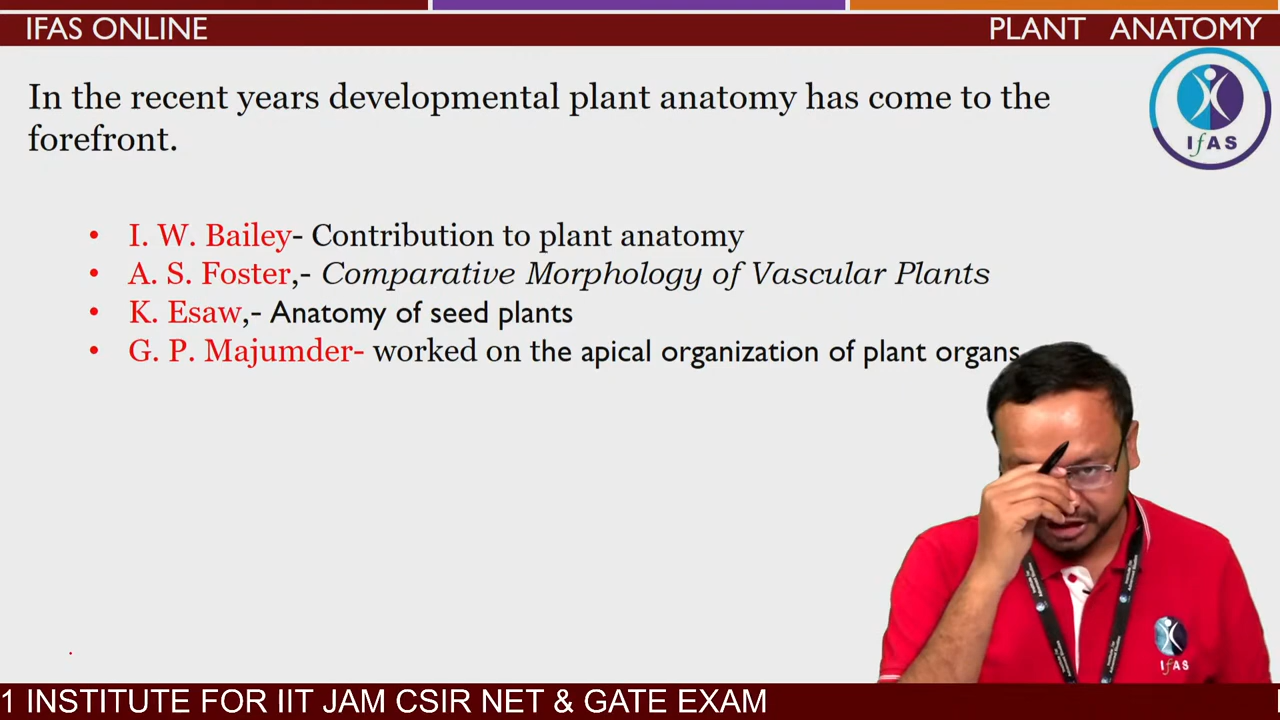 IFAS ONLINE
PLANT ANATOMY
In the recent years developmental plant anatomy has come to the
forefront.
IfAS
• I. W. Bailey- Contribution to plant anatomy
• A. S. Foster,- Comparative Morphology of Vascular Plants
• K. Esaw,- Anatomy of seed plants
• G. P. Majumder- worked on the apical organization of plant organs
IfAS
1 INSTITUTE FOR IIT JAM CSIR NET & GATE EXAM